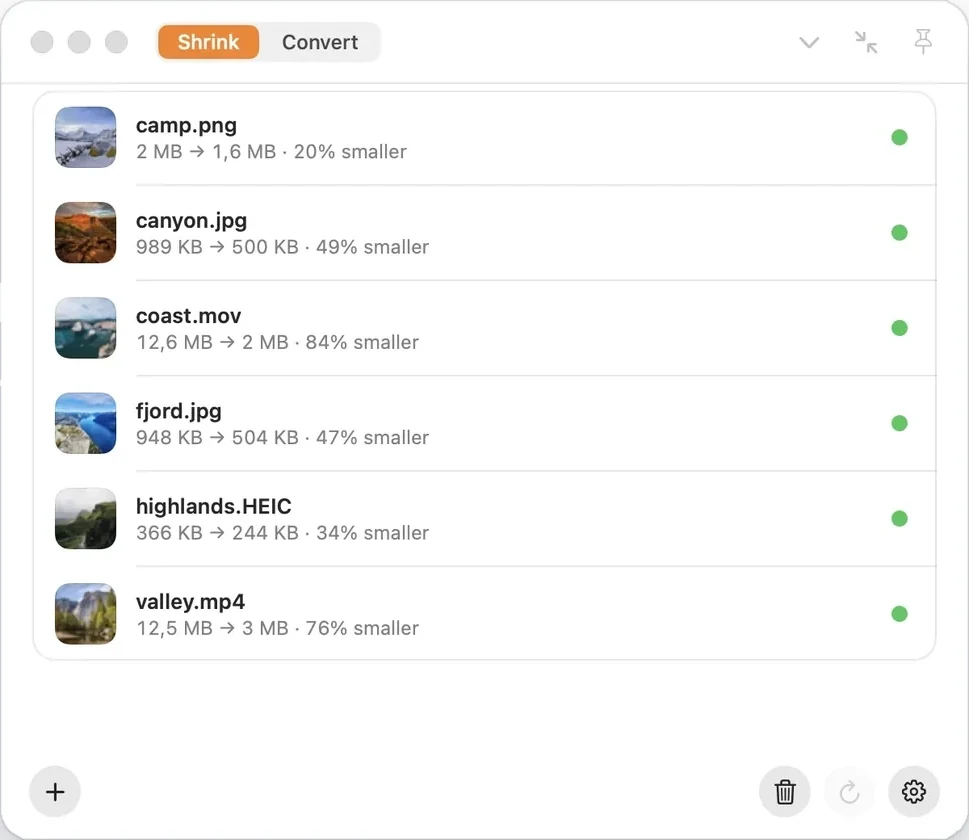 Shrink Convert
camp.png
2 MB → 1,6 MB · 20% smaller
canyon.jpg
989 KB → 500 KB · 49% smaller
coast.mov
12,6 MB → 2 MB · 84% smaller
fjord.jpg
948 KB → 504 KB · 47% smaller
highlands.HEIC
366 KB → 244 KB · 34% smaller
valley.mp4
12,5 MB → 3 MB · 76% smaller